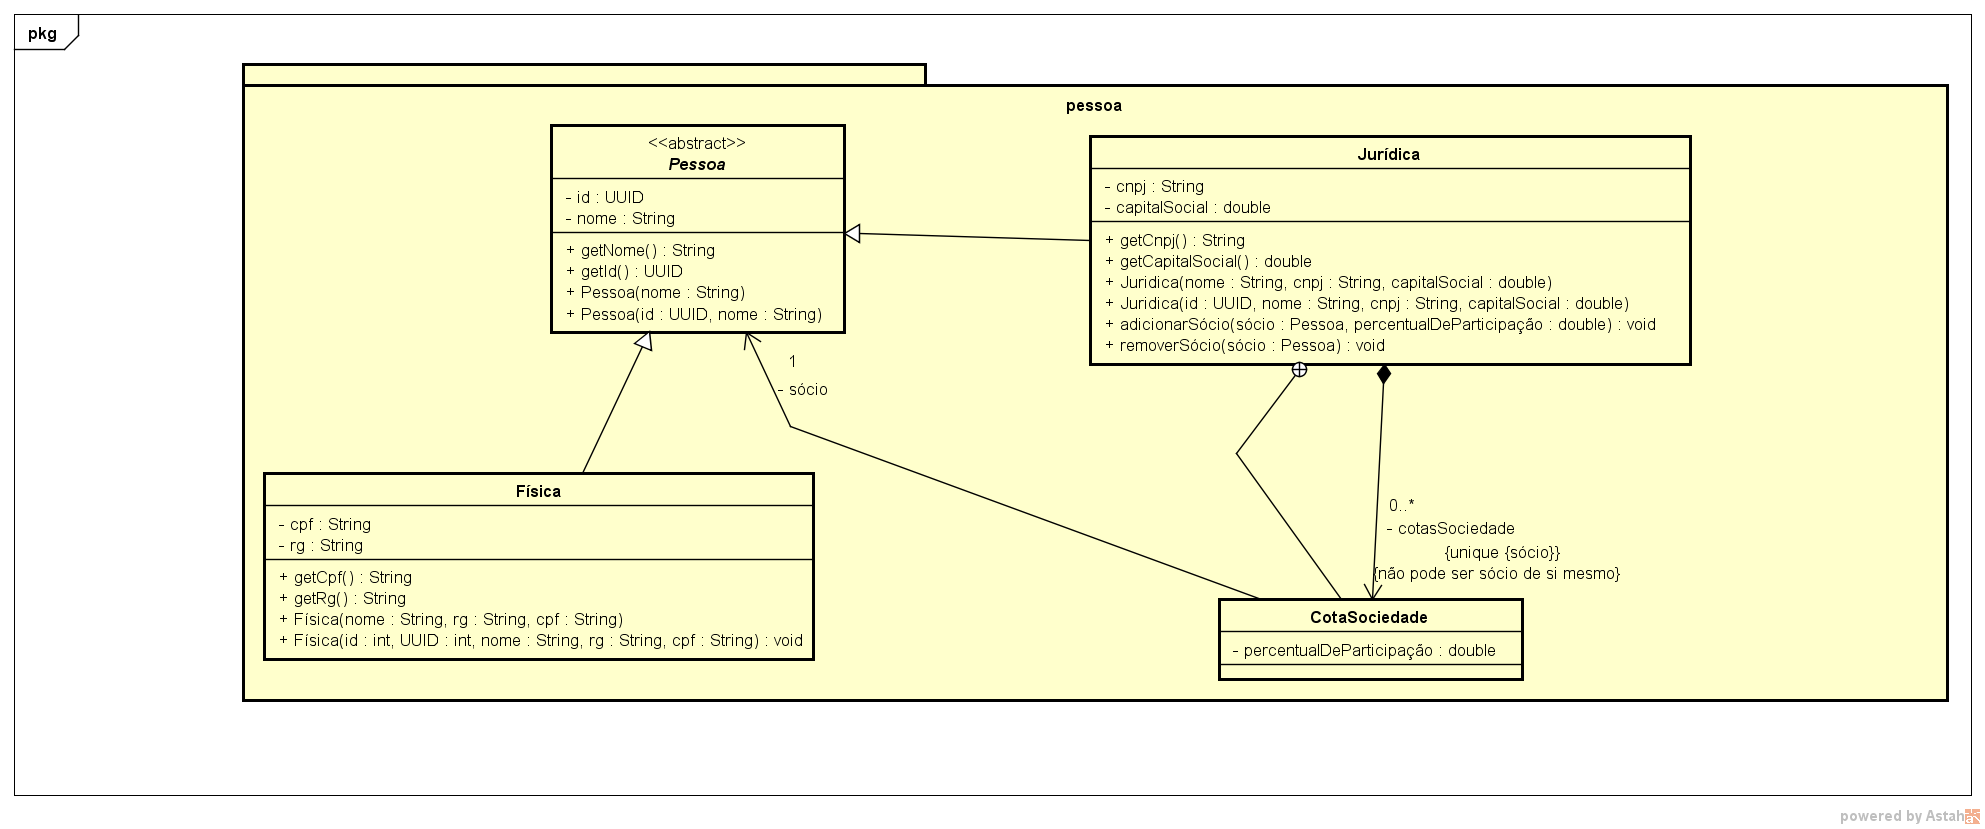 pkg
pessoa
<<abstract>>
Pessoa
- id : UUID
- nome : String
+ getNome() : String
+ getId() : UUID
+ Pessoa(nome : String)
+ Pessoa(id : UUID, nome : String)
Jurídica
- cnpj : String
- capitalSocial : double
+ getCnpj() : String
+ getCapitalSocial() : double
+ Juridica(nome : String, cnpj : String, capitalSocial : double)
+ Juridica(id : UUID, nome : String, cnpj : String, capitalSocial : double)
+ adicionarSócio(sócio : Pessoa, percentualDeParticipação : double) : void
+ removerSócio(sócio : Pessoa) : void
1
- sócio
Física
- cpf : String
- rg : String
+ getCpf() : String
+ getRg() : String
+ Física(nome : String, rg : String, cpf : String)
+ Física(id : int, UUID : int, nome : String, rg : String, cpf : String) : void
0..*
- cotasSociedade
{unique {sócio}}
{não pode ser sócio de si mesmo}
CotaSociedade
- percentualDeParticipação : double
powered by Astah